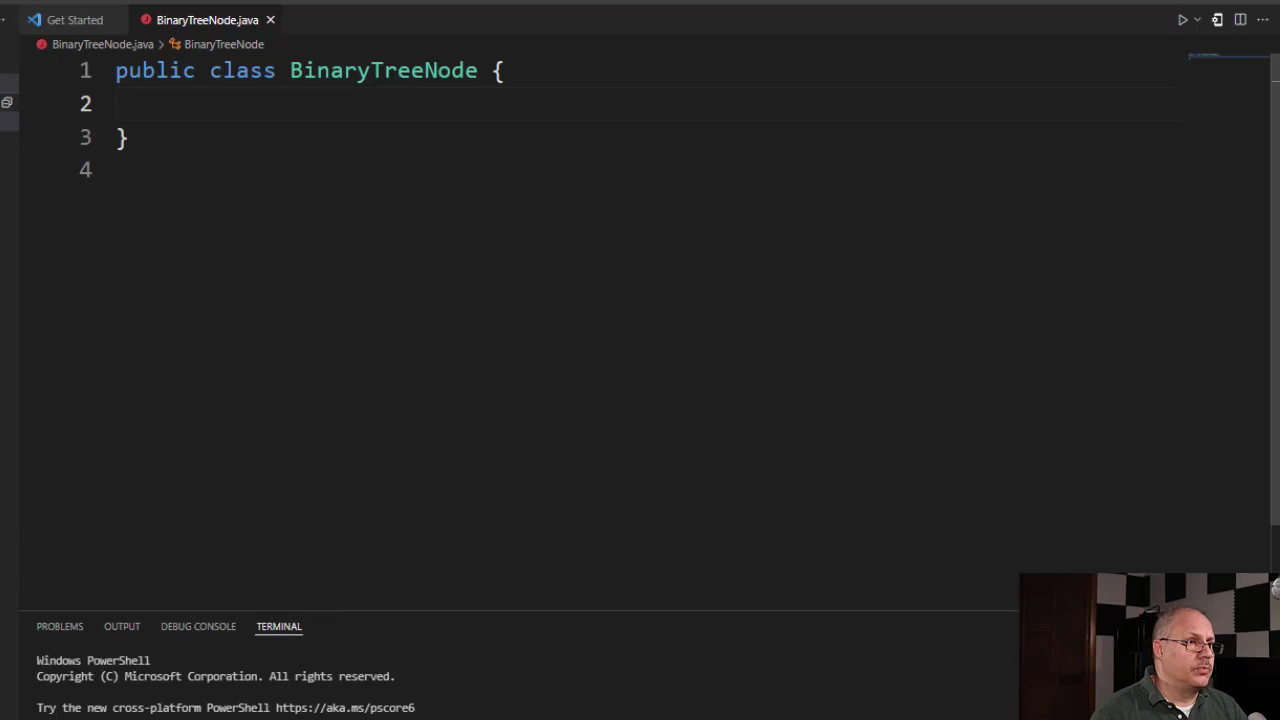 Get Started
BinaryTreeNode.java
BinaryTreeNode.java > BinaryTreeNode
1 public class BinaryTreeNode {
2
3 }
4
PROBLEMS OUTPUT DEBUG CONSOLE TERMINAL
Windows PowerShell
Copyright (C) Microsoft Corporation. All rights reserved.
Try the new cross-platform PowerShell https://aka.ms/pscore6